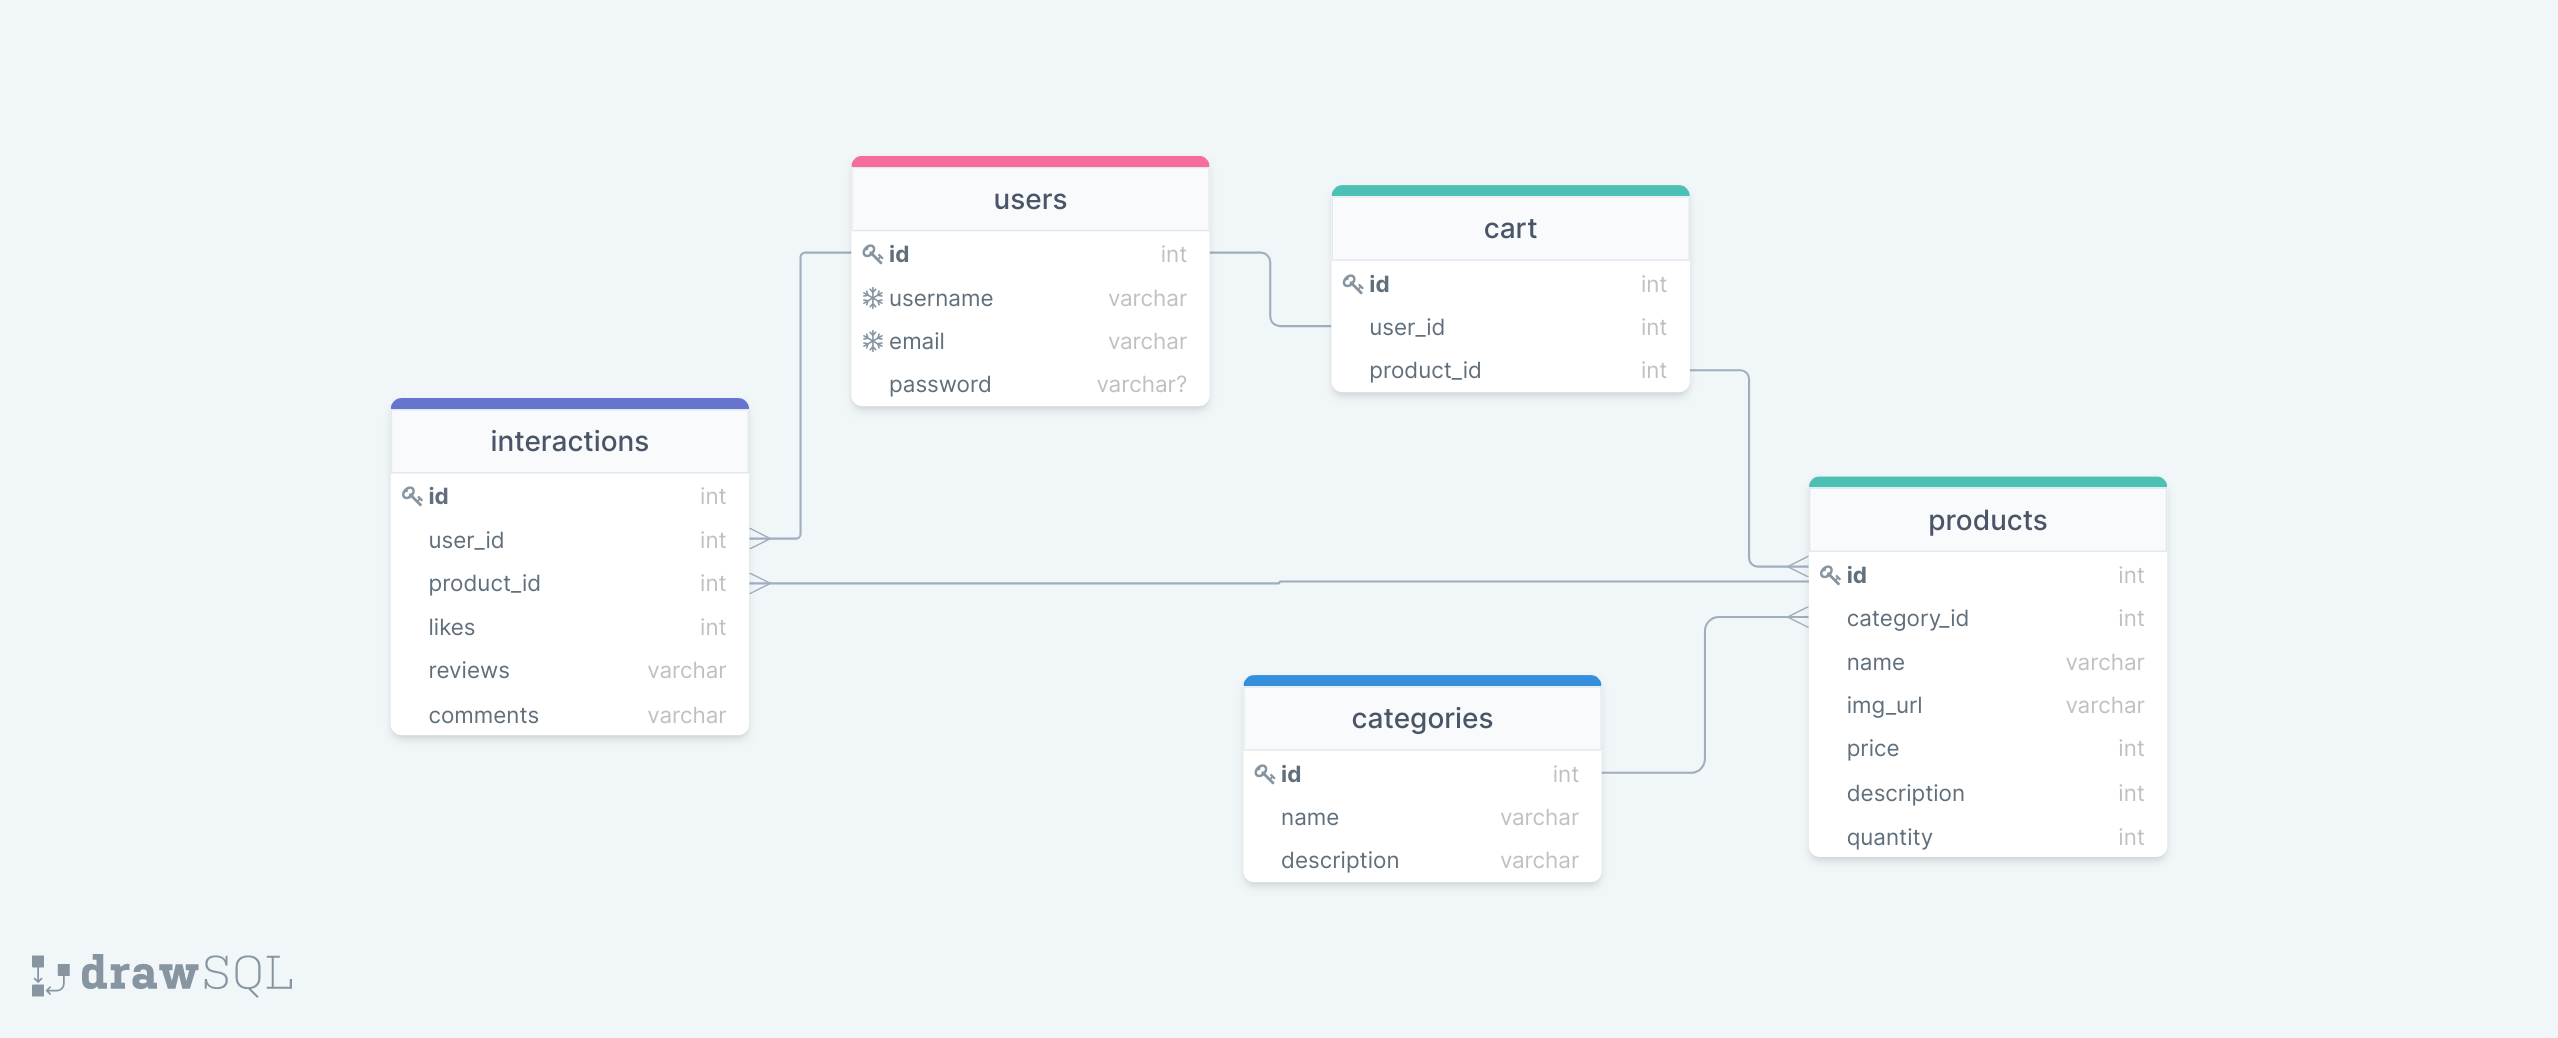 users
id int
username varchar
email varchar
password varchar?
cart
id int
user_id int
product_id int
interactions
id int
user_id int
product_id int
likes int
reviews varchar
comments varchar
products
id int
category_id int
name varchar
img_url varchar
price int
description int
quantity int
categories
id int
name varchar
description varchar
drawSQL